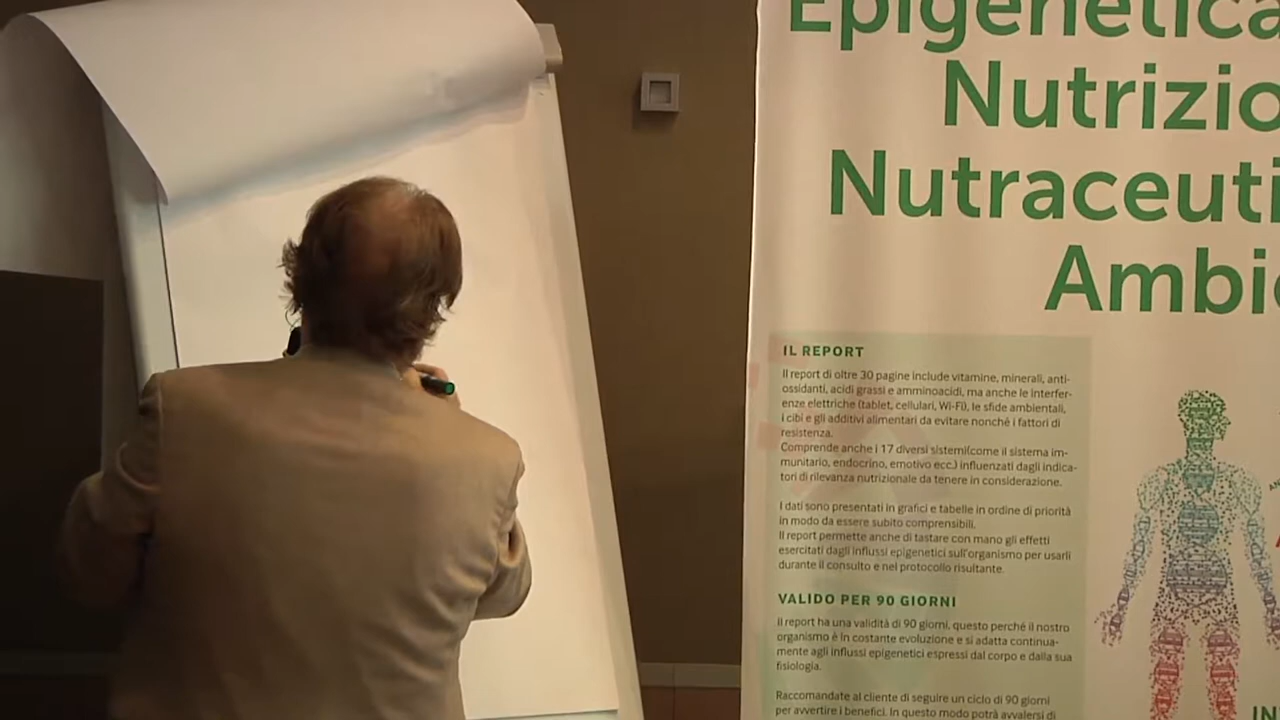 Epigenetica
Nutrizio
Nutraceuti
Ambie
IL REPORT
Il report di oltre 30 pagine include vitamine, minerali, anti-
ossidanti, acidi grassi e amminoacidi, ma anche le interfer-
enze elettriche (tablet, cellulari, Wi-Fi), le sfide ambientali,
i cibi e gli additivi alimentari da evitare nonché i fattori di
resistenza.
Comprende anche i 17 diversi sistemi(come il sistema im-
munitario, endocrino, emotivo ecc.) influenzati dagli indica-
tori di rilevanza nutrizionale da tenere in considerazione.
I dati sono presentati in grafici e tabelle in ordine di priorità
in modo da essere subito comprensibili.
Il report permette anche di tastare con mano gli effetti
esercitati dagli influssi epigenetici sull'organismo per usarli
durante il consulto e nel protocollo risultante.
VALIDO PER 90 GIORNI
Il report ha una validità di 90 giorni, questo perché il nostro
organismo è in costante evoluzione e si adatta continua-
mente agli influssi epigenetici espressi dal corpo e dalla sua
fisiologia.
Raccomandate al cliente di seguire un ciclo di 90 giorni
per avvertire i benefici. In questo modo potrà avvalersi di
IN